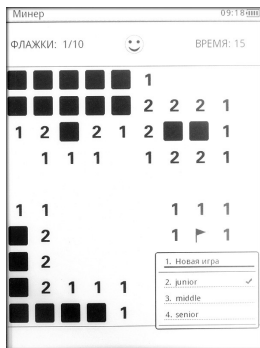 Минер 09:18
ФЛАЖКИ: 1/10 ВРЕМЯ: 15
1
2 2 2 1
1 2 2 1 2 1
1 1 1 1 2 2 1
1 1 1 1 1
2 1 1
2
2 1 1 1
1
1. Новая игра
2. junior
3. middle
4. senior